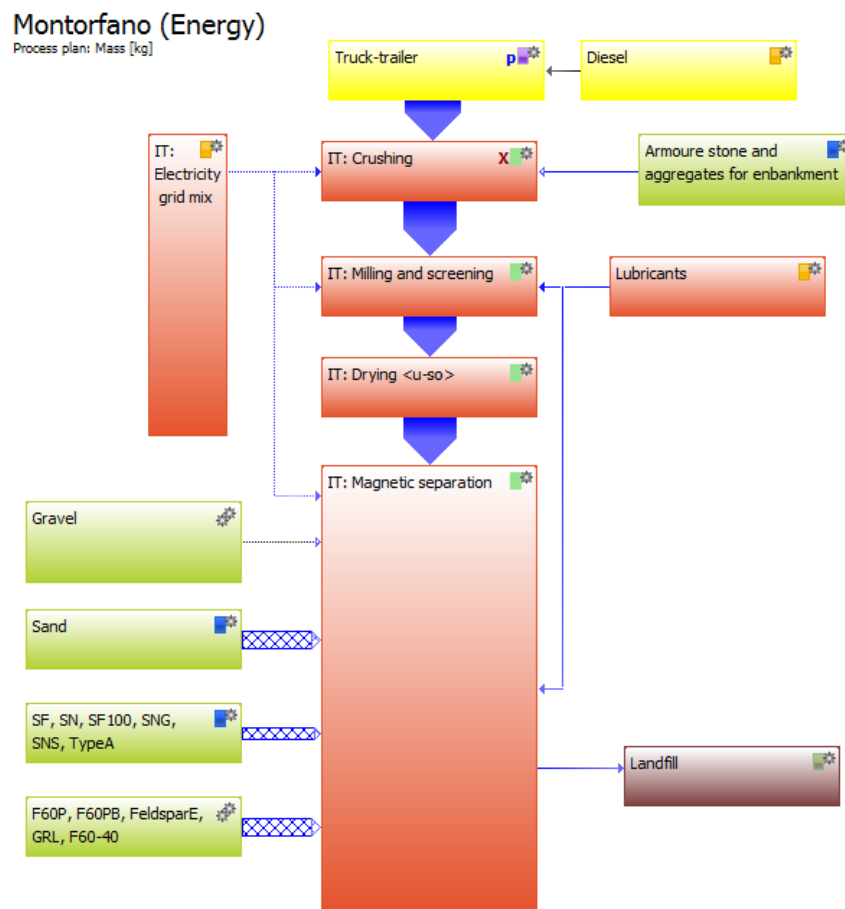 Montorfano (Energy)
Process plan: Mass [kg]
Truck-trailer
p
Diesel
IT:
Electricity
grid mix
IT: Crushing
X
Armoure stone and
aggregates for enbankment
IT: Milling and screening
Lubricants
IT: Drying <u-so>
IT: Magnetic separation
Gravel
Sand
SF, SN, SF100, SNG,
SNS, TypeA
Landfill
F60P, F60PB, FeldsparE,
GRL, F60-40